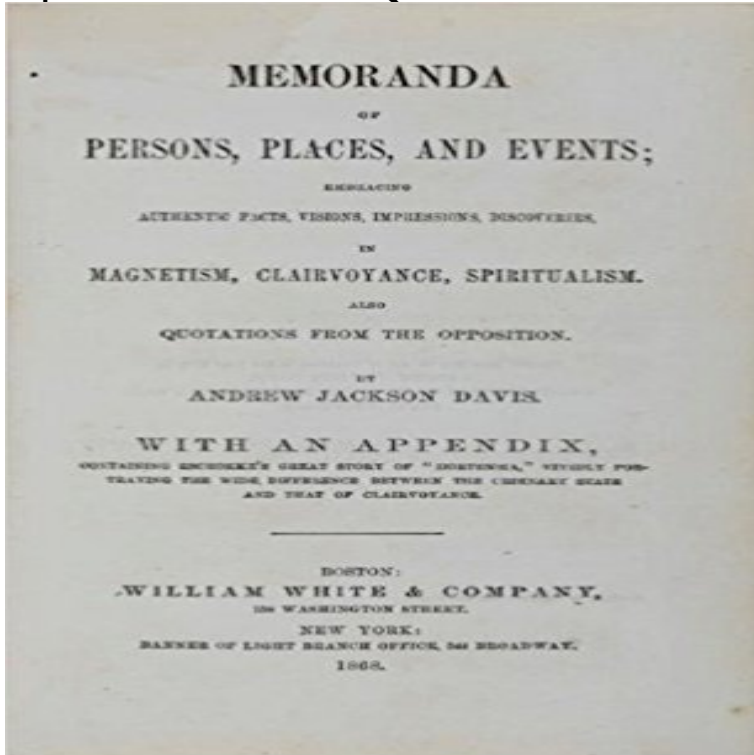 MEMORANDA
OF
PERSONS, PLACES, AND EVENTS;
EMBRACING
AUTHENTIC FACTS, VISIONS, IMPRESSIONS, DISCOVERIES,
IN
MAGNETISM, CLAIRVOYANCE, SPIRITUALISM.
ALSO
QUOTATIONS FROM THE OPPOSITION.
BY
ANDREW JACKSON DAVIS.
WITH AN APPENDIX,
CONTAINING ZSCHOKKE'S GREAT STORY OF "HORTENSIA," VIVIDLY POR-
TRAYING THE WIDE DIFFERENCE BETWEEN THE ORDINARY STATE
AND THAT OF CLAIRVOYANCE.
BOSTON:
WILLIAM WHITE & COMPANY,
158 WASHINGTON STREET.
NEW YORK:
BANNER OF LIGHT BRANCH OFFICE, 544 BROADWAY.
1868.